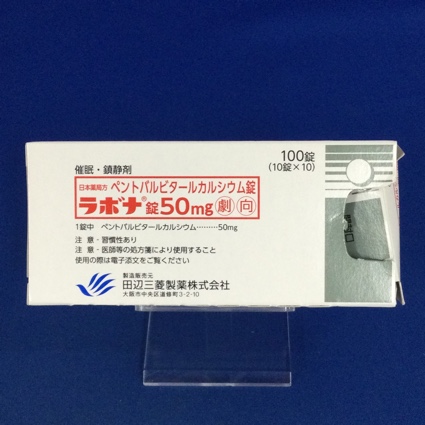 100錠
(10錠×10)
催眠・鎮静剤
日本薬局方 ペントバルビタールカルシウム錠
ラボナ®錠50mg 劇 向
1錠中 ペントバルビタールカルシウム………50mg
注意-習慣性あり
注意-医師等の処方箋により使用すること
使用の際は電子添文をご覧ください
製造販売元
田辺三菱製薬株式会社
大阪市中央区道修町3-2-10